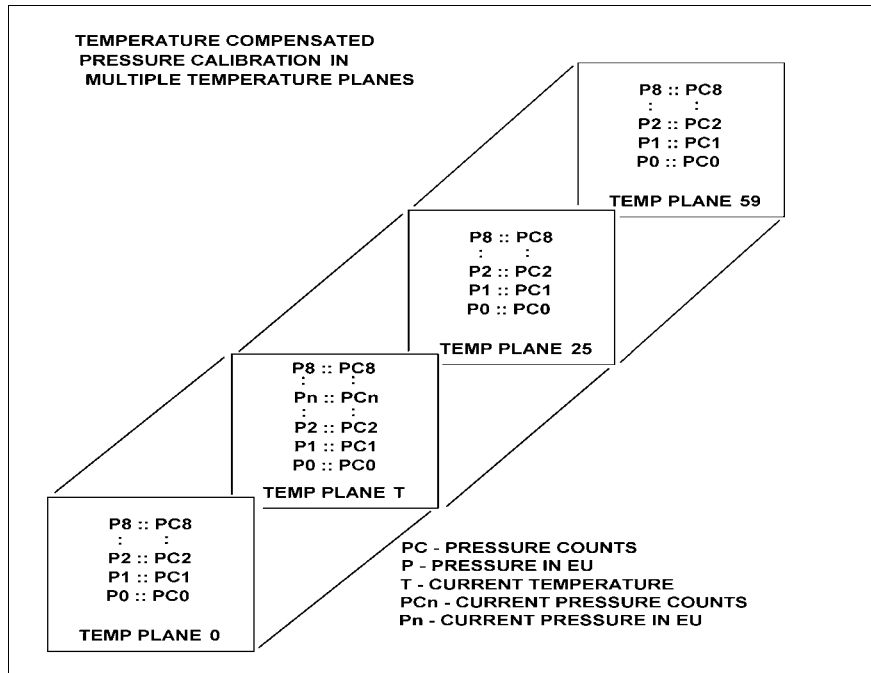 TEMPERATURE COMPENSATED
PRESSURE CALIBRATION IN
MULTIPLE TEMPERATURE PLANES
P8 :: PC8
: :
P2 :: PC2
P1 :: PC1
P0 :: PC0
TEMP PLANE 59
P8 :: PC8
: :
P2 :: PC2
P1 :: PC1
P0 :: PC0
TEMP PLANE 25
P8 :: PC8
: :
Pn :: PCn
: :
P2 :: PC2
P1 :: PC1
P0 :: PC0
TEMP PLANE T
P8 :: PC8
: :
P2 :: PC2
P1 :: PC1
P0 :: PC0
TEMP PLANE 0
PC - PRESSURE COUNTS
P - PRESSURE IN EU
T - CURRENT TEMPERATURE
PCn - CURRENT PRESSURE COUNTS
Pn - CURRENT PRESSURE IN EU